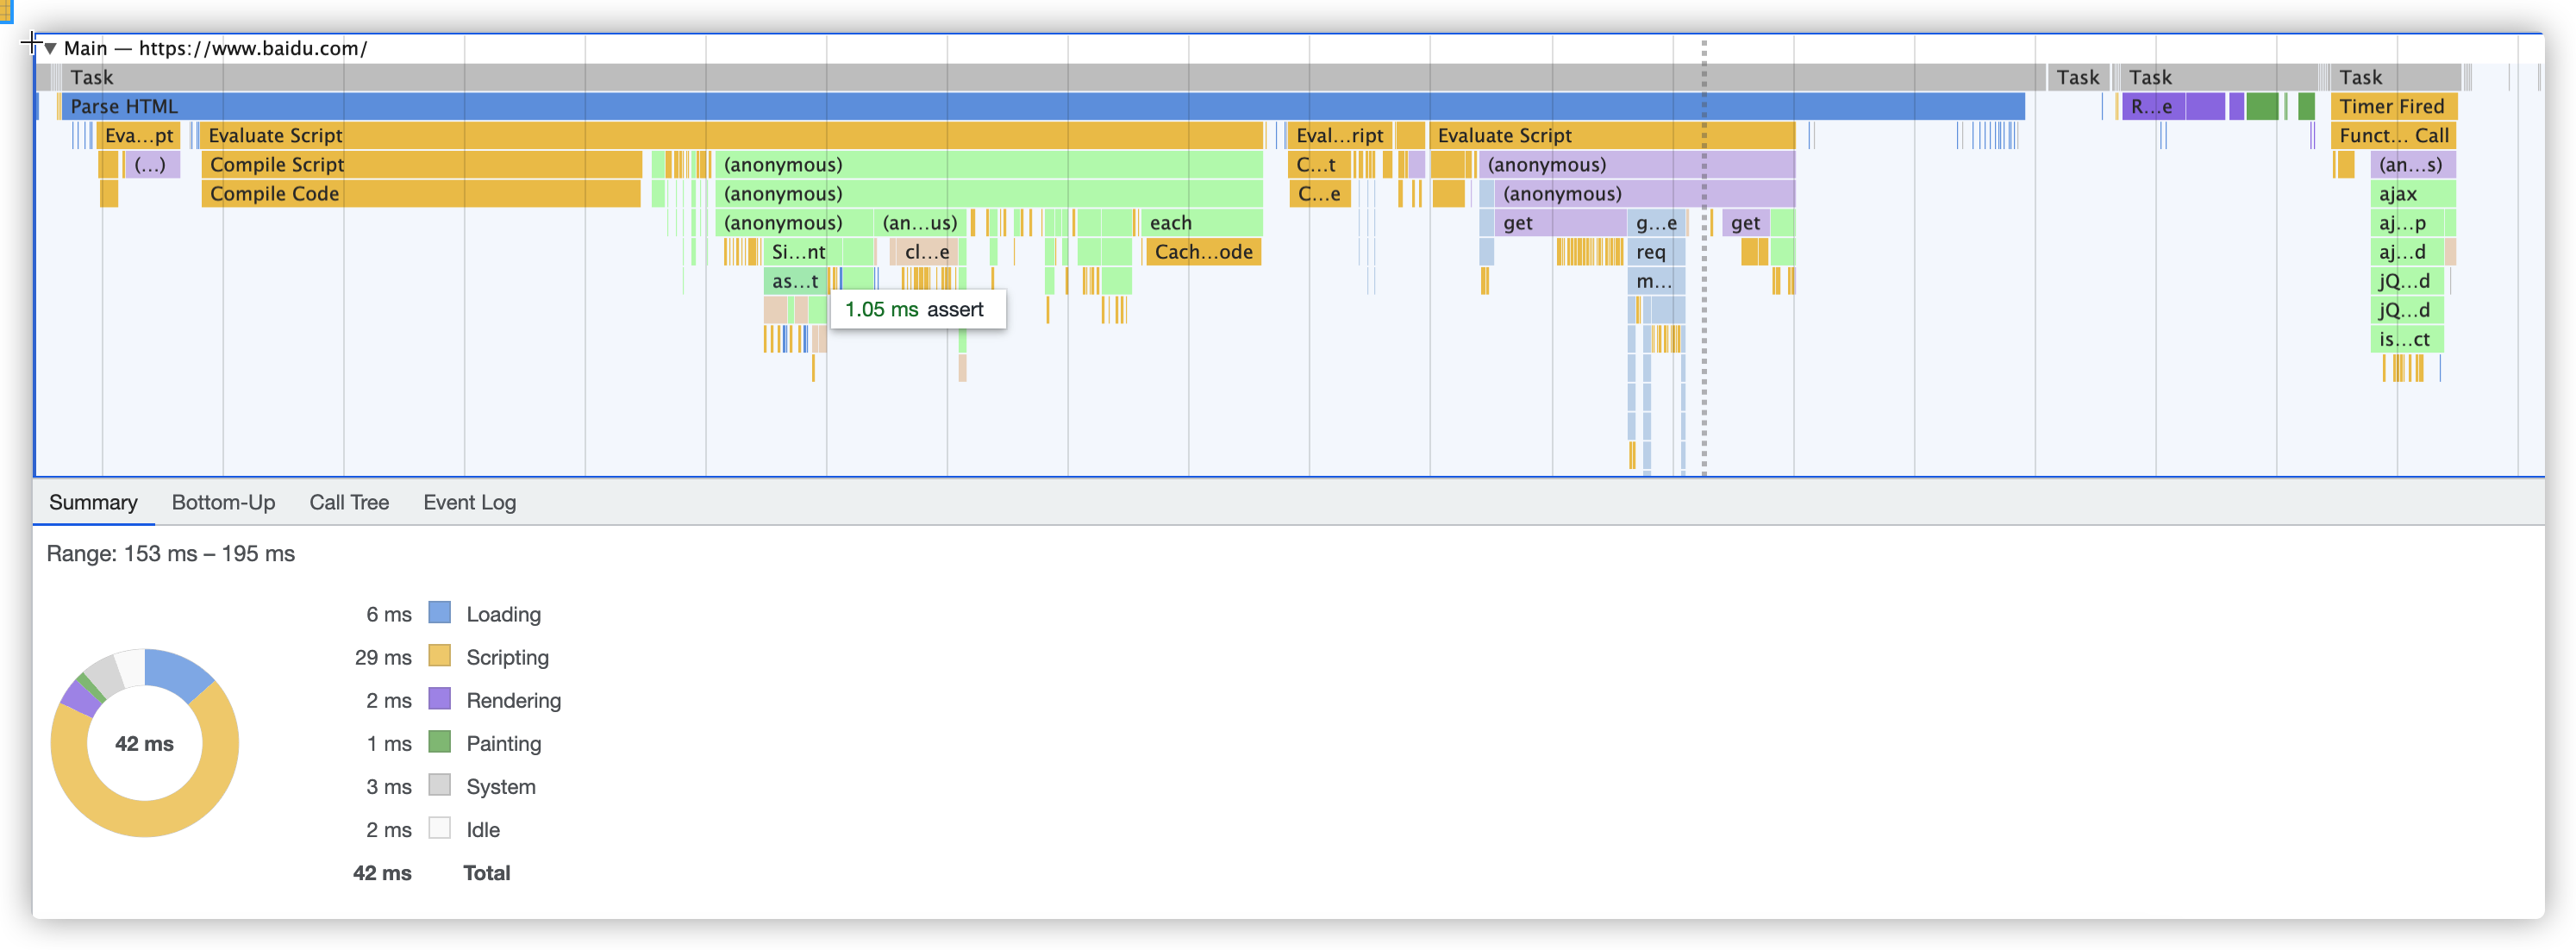 ▼ Main — https://www.baidu.com/
Task Task Task Task
Parse HTML R…e Timer Fired
Eva…pt Evaluate Script Eval…ript Evaluate Script Funct… Call
(…) Compile Script (anonymous) C…t (anonymous) (an…s)
Compile Code (anonymous) C…e (anonymous) ajax
(anonymous) (an…us) each get g…e get aj…p
Si…nt cl…e Cach…ode req aj…d
as…t m… jQ…d
1.05 ms assert jQ…d
is…ct
Summary Bottom-Up Call Tree Event Log
Range: 153 ms – 195 ms
42 ms
6 ms Loading
29 ms Scripting
2 ms Rendering
1 ms Painting
3 ms System
2 ms Idle
42 ms Total